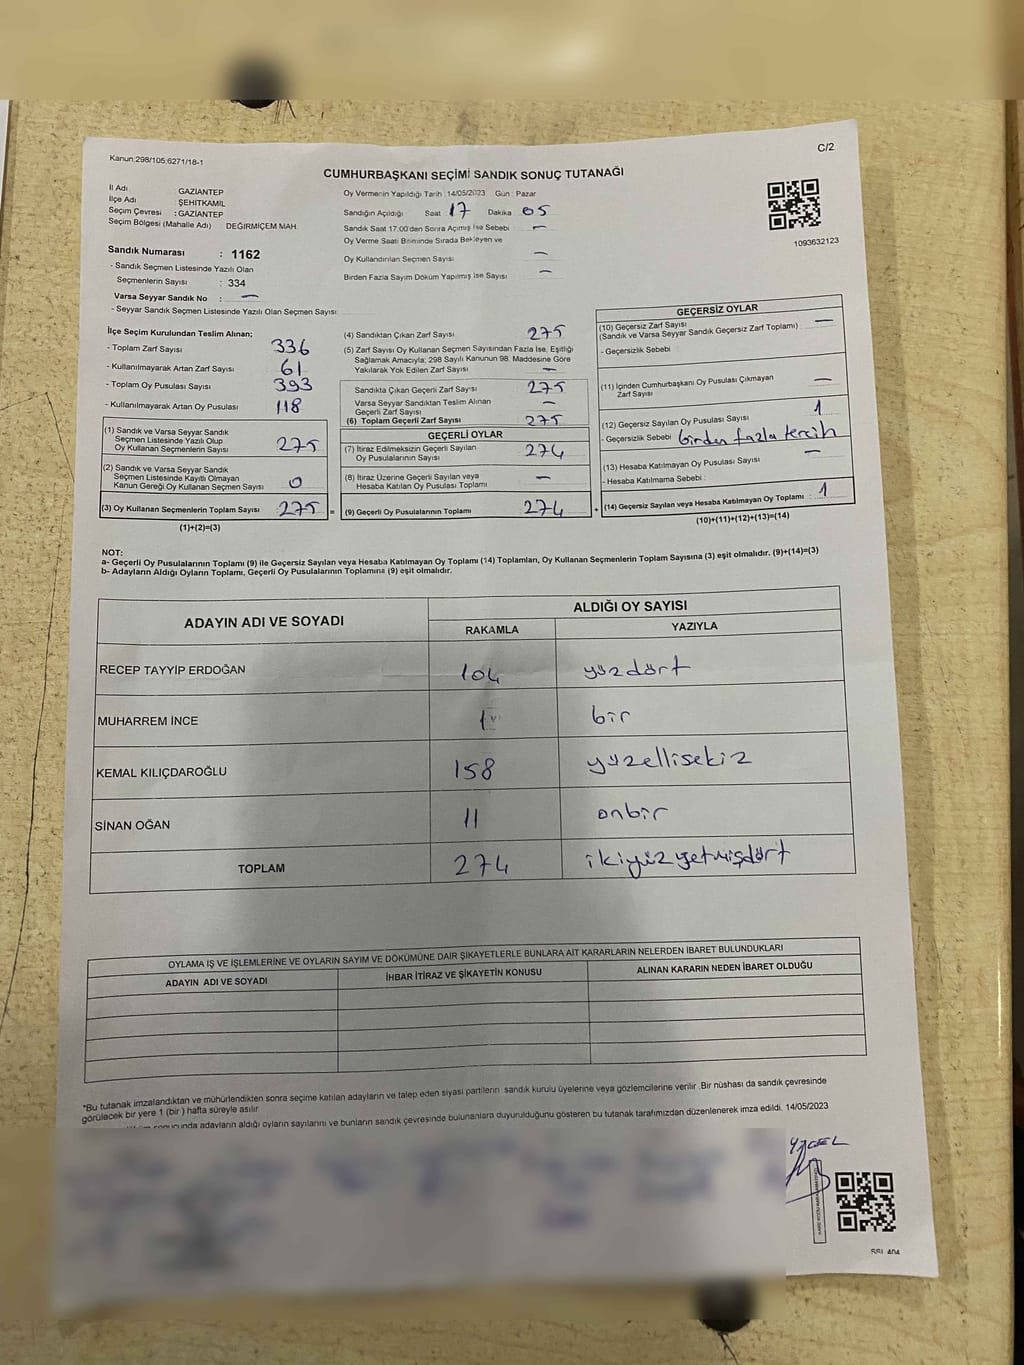 Kanun:298/105:6271/18-1
C/2
CUMHURBAŞKANI SEÇİMİ SANDIK SONUÇ TUTANAĞI
İl Adı GAZİANTEP
İlçe Adı ŞEHİTKAMİL
Seçim Çevresi : GAZİANTEP
Seçim Bölgesi (Mahalle Adı) DEĞİRMİÇEM MAH.
Oy Vermenin Yapıldığı Tarih : 14/05/2023 Gün : Pazar
Sandığın Açıldığı Saat : 17 Dakika 05
Sandık Saat 17.00'den Sonra Açımış İse Sebebi : —
Oy Verme Saati Bitiminde Sırada Bekleyen ve
Oy Kullandırılan Seçmen Sayısı —
Birden Fazla Sayım Döküm Yapılmış İse Sayısı —
1093632123
Sandık Numarası : 1162
- Sandık Seçmen Listesinde Yazılı Olan
Seçmenlerin Sayısı : 334
Varsa Seyyar Sandık No : —
- Seyyar Sandık Seçmen Listesinde Yazılı Olan Seçmen Sayısı
İlçe Seçim Kurulundan Teslim Alınan;
- Toplam Zarf Sayısı 336
- Kullanılmayarak Artan Zarf Sayısı 61
- Toplam Oy Pusulası Sayısı 393
- Kullanılmayarak Artan Oy Pusulası 118
(1) Sandık ve Varsa Seyyar Sandık
Seçmen Listesinde Yazılı Olup
Oy Kullanan Seçmenlerin Sayısı 275
(2) Sandık ve Varsa Seyyar Sandık
Seçmen Listesinde Kayıtlı Olmayan
Kanun Gereği Oy Kullanan Seçmen Sayısı 0
(3) Oy Kullanan Seçmenlerin Toplam Sayısı 275 =
(1)+(2)=(3)
(4) Sandıktan Çıkan Zarf Sayısı 275
(5) Zarf Sayısı Oy Kullanan Seçmen Sayısından Fazla İse, Eşitliği
Sağlamak Amacıyla; 298 Sayılı Kanunun 98. Maddesine Göre
Yakılarak Yok Edilen Zarf Sayısı —
Sandıkta Çıkan Geçerli Zarf Sayısı 275
Varsa Seyyar Sandıktan Teslim Alınan
Geçerli Zarf Sayısı —
(6) Toplam Geçerli Zarf Sayısı 275
GEÇERLİ OYLAR
(7) İtiraz Edilmeksizin Geçerli Sayılan
Oy Pusulalarının Sayısı 274
(8) İtiraz Üzerine Geçerli Sayılan veya
Hesaba Katılan Oy Pusulası Toplamı —
(9) Geçerli Oy Pusulalarının Toplamı 274 +
GEÇERSİZ OYLAR
(10) Geçersiz Zarf Sayısı
(Sandık ve Varsa Seyyar Sandık Geçersiz Zarf Toplamı) —
- Geçersizlik Sebebi
(11) İçinden Cumhurbaşkanı Oy Pusulası Çıkmayan
Zarf Sayısı —
(12) Geçersiz Sayılan Oy Pusulası Sayısı 1
- Geçersizlik Sebebi birden fazla tercih
(13) Hesaba Katılmayan Oy Pusulası Sayısı —
- Hesaba Katılmama Sebebi :
(14) Geçersiz Sayılan veya Hesaba Katılmayan Oy Toplamı : 1
(10)+(11)+(12)+(13)=(14)
NOT:
a- Geçerli Oy Pusulalarının Toplamı (9) ile Geçersiz Sayılan veya Hesaba Katılmayan Oy Toplamı (14) Toplamları, Oy Kullanan Seçmenlerin Toplam Sayısına (3) eşit olmalıdır. (9)+(14)=(3)
b- Adayların Aldığı Oyların Toplamı, Geçerli Oy Pusulalarının Toplamına (9) eşit olmalıdır.
ADAYIN ADI VE SOYADI
ALDIĞI OY SAYISI
RAKAMLA YAZIYLA
RECEP TAYYİP ERDOĞAN 104 yüzdört
MUHARREM İNCE 1 bir
KEMAL KILIÇDAROĞLU 158 yüzellisekiz
SİNAN OĞAN 11 onbir
TOPLAM 274 ikiyüzyetmişdört
OYLAMA İŞ VE İŞLEMLERİNE VE OYLARIN SAYIM VE DÖKÜMÜNE DAİR ŞİKAYETLERLE BUNLARA AİT KARARLARIN NELERDEN İBARET BULUNDUKLARI
ADAYIN ADI VE SOYADI İHBAR İTİRAZ VE ŞİKAYETİN KONUSU ALINAN KARARIN NEDEN İBARET OLDUĞU
*Bu tutanak imzalandıktan ve mühürlendikten sonra seçime katılan adayların ve talep eden siyasi partilerin sandık kurulu üyelerine veya gözlemcilerine verilir. Bir nüshası da sandık çevresinde
görülecek bir yere 1 (bir) hafta süreyle asılır
adayların aldığı oyların sayılarını ve bunların sandık çevresinde bulunanlara duyurulduğunu gösteren bu tutanak tarafımızdan düzenlenerek imza edildi. 14/05/2023